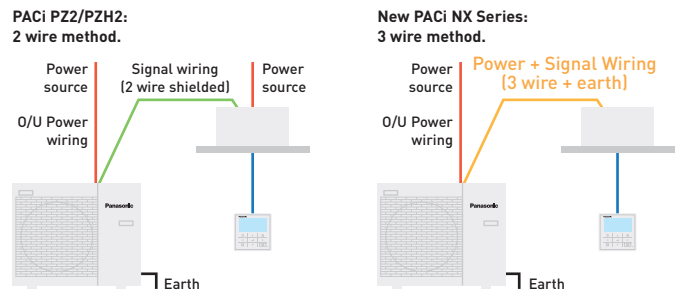 PACi PZ2/PZH2:
2 wire method.
Power
source
Signal wiring
(2 wire shielded)
Power
source
O/U Power
wiring
Panasonic
Earth
New PACi NX Series:
3 wire method.
Power
source
Power + Signal Wiring
(3 wire + earth)
O/U Power
wiring
Panasonic
Earth